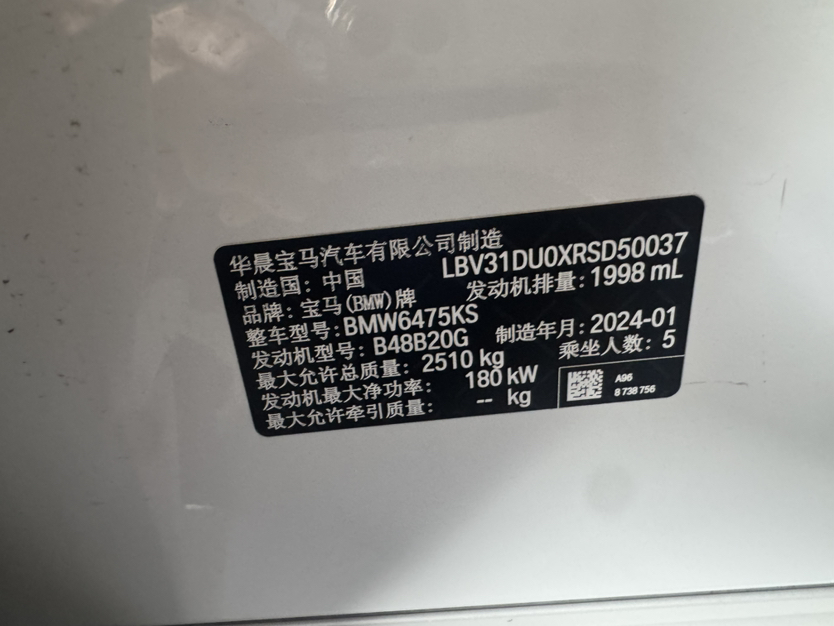 华晨宝马汽车有限公司制造
LBV31DU0XRSD50037
制造国: 中国
发动机排量: 1998 mL
品牌: 宝马(BMW)牌
整车型号: BMW6475KS
制造年月: 2024-01
发动机型号: B48B20G
乘坐人数: 5
最大允许总质量: 2510 kg
发动机最大净功率: 180 kW
最大允许牵引质量: -- kg
A96
8 738 756